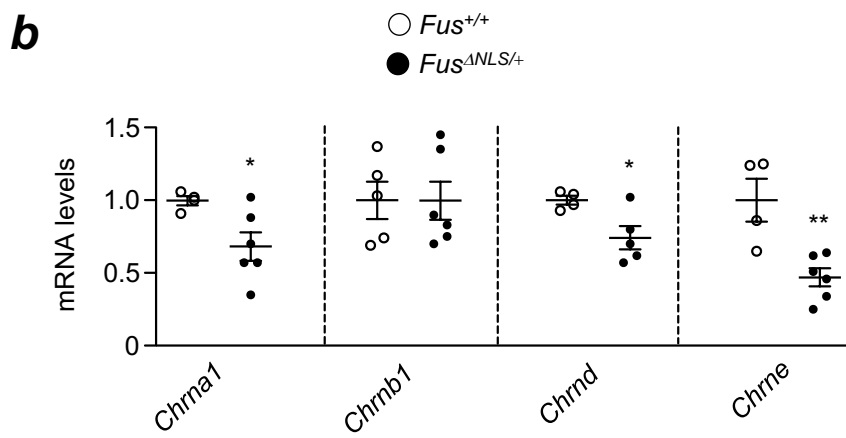 b
Fus+/+
FusΔNLS/+
mRNA levels
1.5
1.0
0.5
0
*
*
**
Chrna1
Chrnb1
Chrnd
Chrne